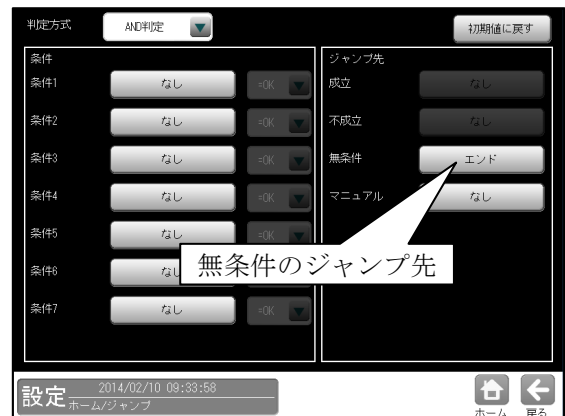 判定方式 AND判定 初期値に戻す
条件
条件1 なし =OK
条件2 なし =OK
条件3 なし =OK
条件4 なし =OK
条件5 なし =OK
条件6 なし =OK
条件7 なし =OK
ジャンプ先
成立 なし
不成立 なし
無条件 エンド
マニュアル なし
無条件のジャンプ先
設定 2014/02/10 09:33:58
ホーム/ジャンプ
ホーム 戻る